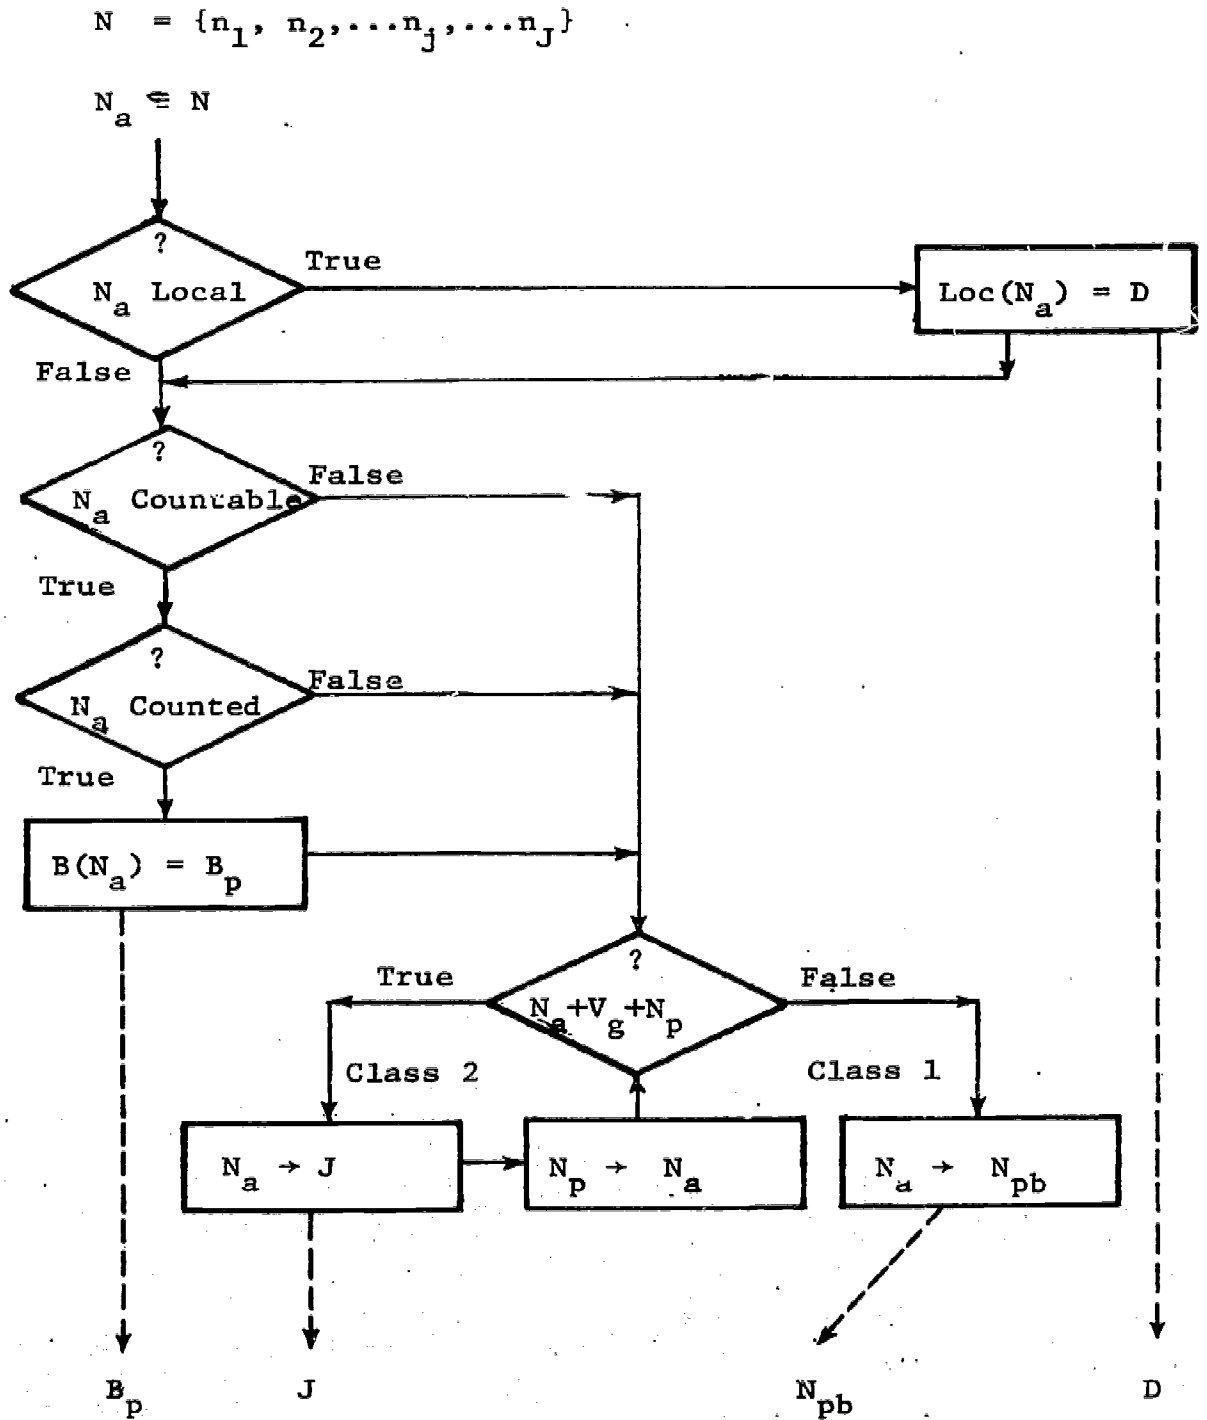 N = {n1, n2,...nj,...nJ}
Na ⊆ N
?
Na Local
True
Loc(Na) = D
False
?
Na Countable
False
True
?
Na Counted
False
True
B(Na) = Bp
?
Na+Vg+Np
True
False
Class 2
Class 1
Na → J
Np → Na
Na → Npb
Bp
J
Npb
D